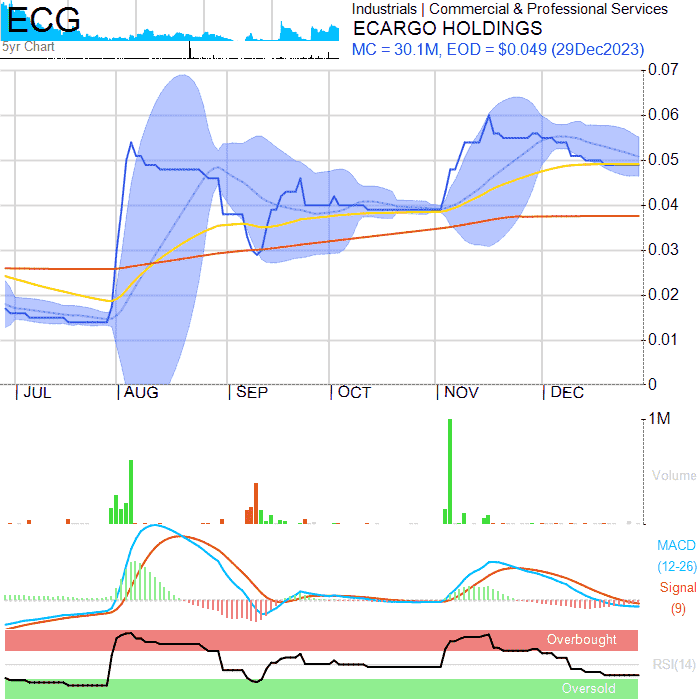 ECG
Industrials | Commercial & Professional Services
ECARGO HOLDINGS
MC = 30.1M, EOD = $0.049 (29Dec2023)
5yr Chart
0.07
0.06
0.05
0.04
0.03
0.02
0.01
0
|JUL |AUG |SEP |OCT |NOV |DEC
1M
Volume
MACD
(12-26)
Signal
(9)
Overbought
RSI(14)
Oversold